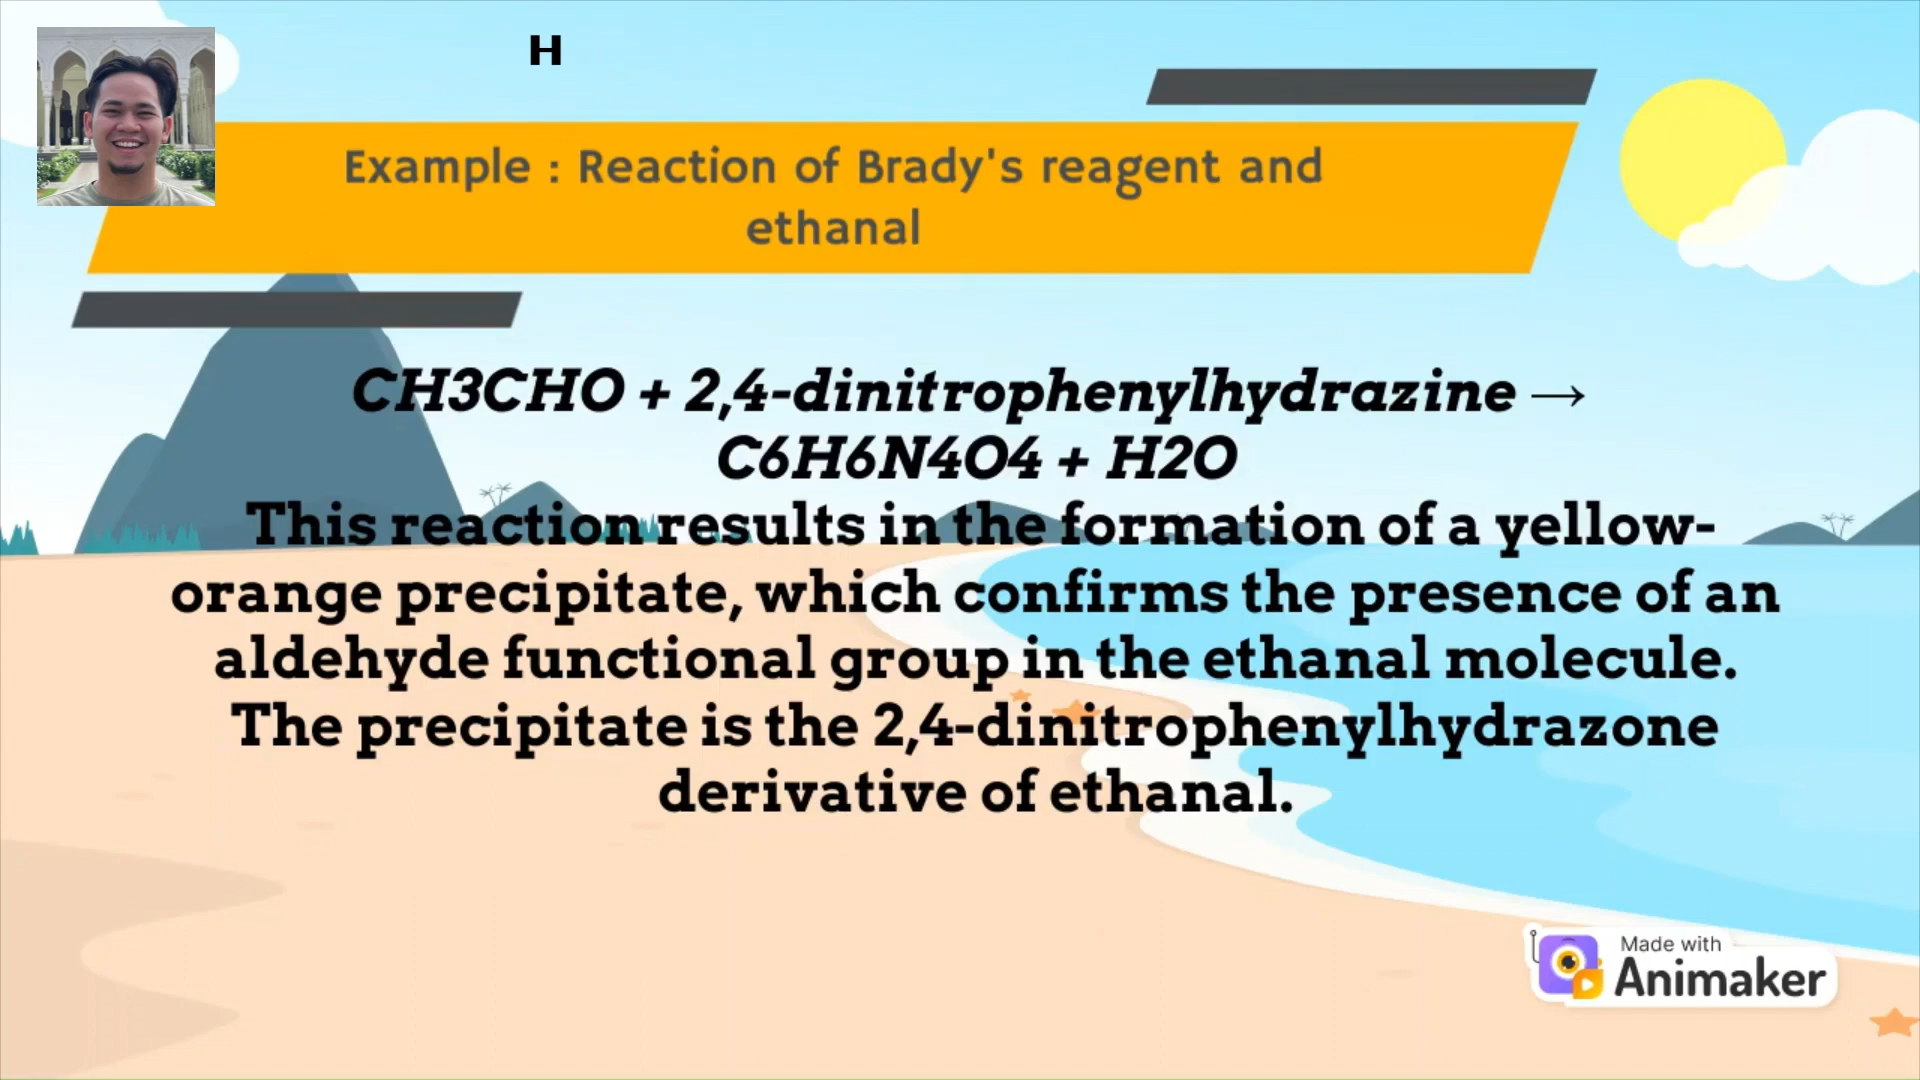 H
Example : Reaction of Brady's reagent and
ethanal
CH3CHO + 2,4-dinitrophenylhydrazine →
C6H6N4O4 + H2O
This reaction results in the formation of a yellow-
orange precipitate, which confirms the presence of an
aldehyde functional group in the ethanal molecule.
The precipitate is the 2,4-dinitrophenylhydrazone
derivative of ethanal.
Made with
Animaker